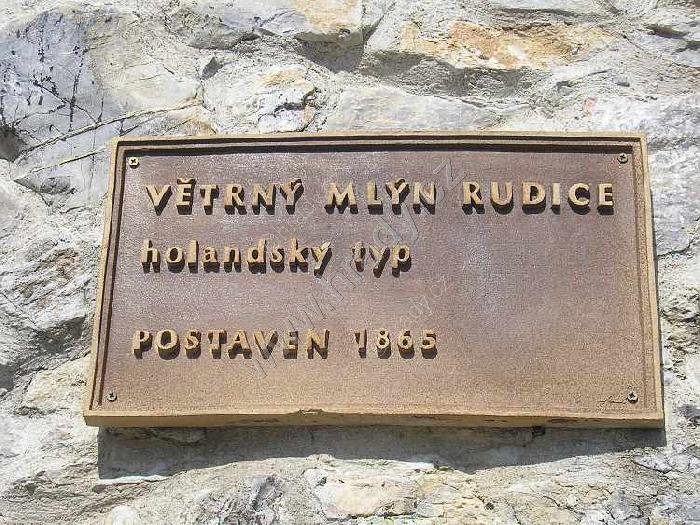 VĚTRNÝ MLÝN RUDICE
holandský typ
POSTAVEN 1865